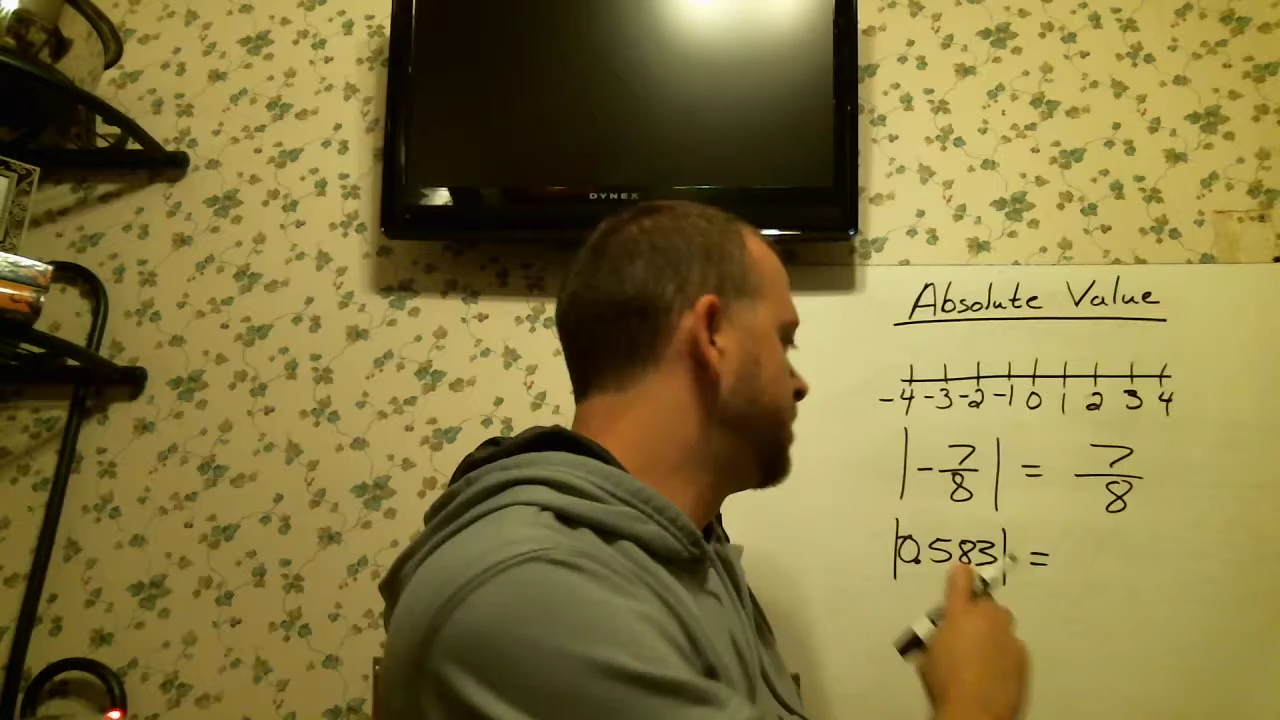 DYNEX
Absolute Value
-4 -3 -2 -1 0 1 2 3 4
|-7/8| = 7/8
|0.583| =